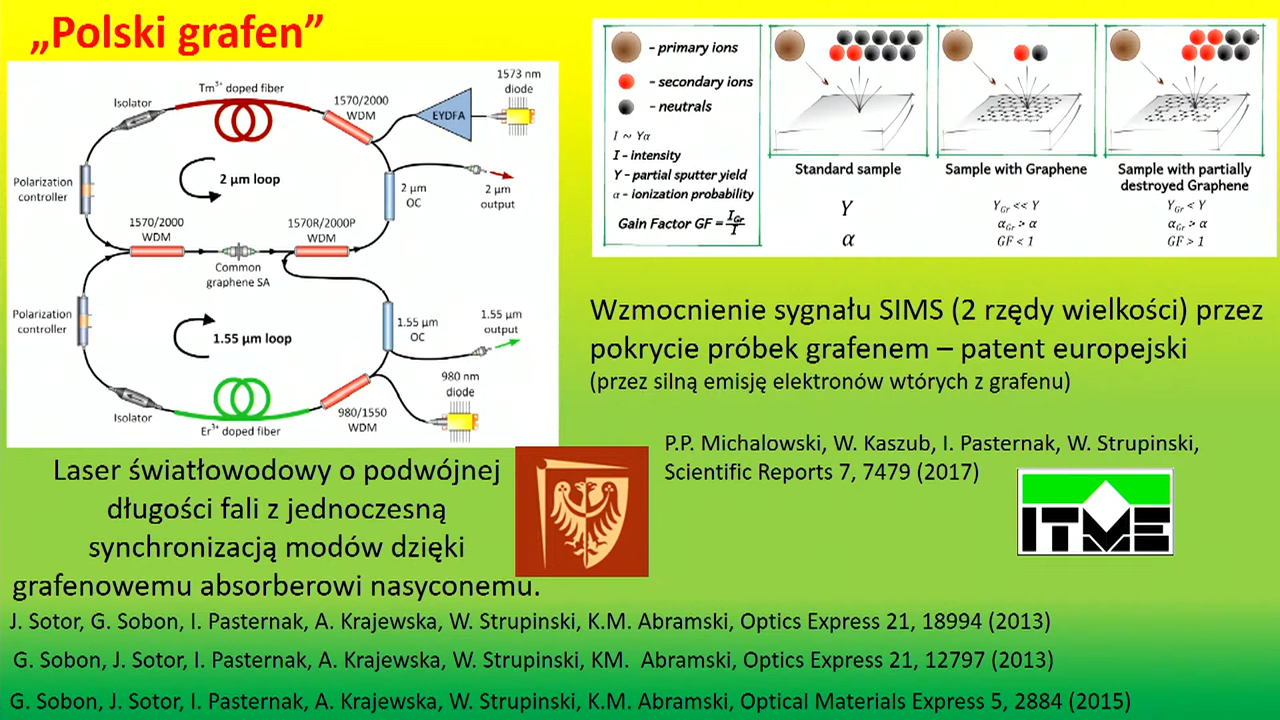 „Polski grafen”
1573 nm
diode
Tm3+ doped fiber
Isolator
1570/2000
WDM
EYDFA
Polarization
controller
2 µm loop
2 µm
OC
2 µm
output
1570/2000
WDM
1570R/2000P
WDM
Common
graphene SA
Polarization
controller
1.55 µm loop
1.55 µm
OC
1.55 µm
output
980 nm
diode
Isolator
Er3+ doped fiber
980/1550
WDM
- primary ions
- secondary ions
- neutrals
I ~ Yα
I – intensity
Y – partial sputter yield
α – ionization probability
Gain Factor GF = IGr/I
Standard sample
Y
α
Sample with Graphene
YGr << Y
αGr > α
GF < 1
Sample with partially
destroyed Graphene
YGr < Y
αGr > α
GF > 1
Wzmocnienie sygnału SIMS (2 rzędy wielkości) przez
pokrycie próbek grafenem – patent europejski
(przez silną emisję elektronów wtórych z grafenu)
P.P. Michalowski, W. Kaszub, I. Pasternak, W. Strupinski,
Scientific Reports 7, 7479 (2017)
ITME
Laser światłowodowy o podwójnej
długości fali z jednoczesną
synchronizacją modów dzięki
grafenowemu absorberowi nasyconemu.
J. Sotor, G. Sobon, I. Pasternak, A. Krajewska, W. Strupinski, K.M. Abramski, Optics Express 21, 18994 (2013)
G. Sobon, J. Sotor, I. Pasternak, A. Krajewska, W. Strupinski, KM. Abramski, Optics Express 21, 12797 (2013)
G. Sobon, J. Sotor, I. Pasternak, A. Krajewska, W. Strupinski, K.M. Abramski, Optical Materials Express 5, 2884 (2015)